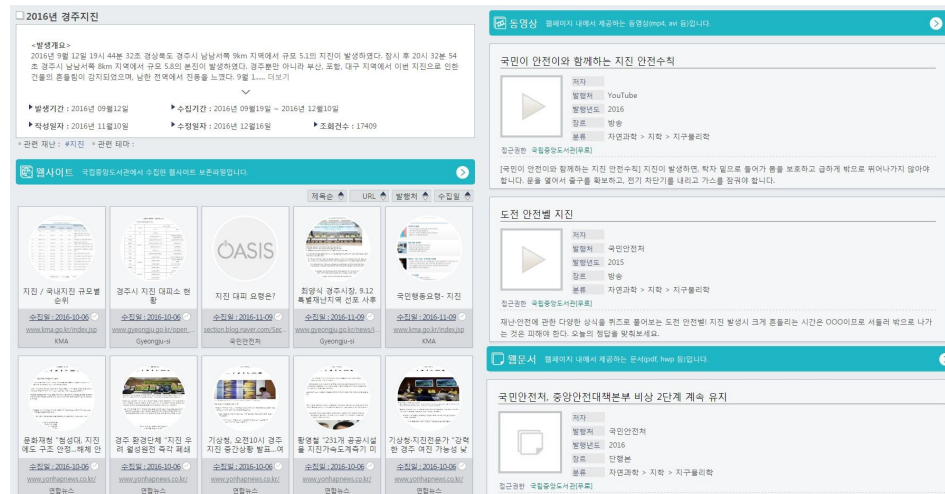 2016년 경주지진
<발생개요>
2016년 9월 12일 19시 44분 32초 경상북도 경주시 남남서쪽 9km 지역에서 규모 5.1의 지진이 발생하였다. 잠시 후 20시 32분 54
초 경주시 남남서쪽 8km 지역에서 규모 5.8의 본진이 발생하였다. 경주뿐만 아니라 부산, 포항, 대구 지역에서 이번 지진으로 인한
건물의 흔들림이 감지되었으며, 남한 전역에서 진동을 느꼈다. 9월 1..... 더보기
발생기간 : 2016년 09월12일
수집기간 : 2016년 09월19일 ~ 2016년 12월10일
작성일자 : 2016년 11월10일
수정일자 : 2016년 12월16일
조회건수 : 17409
관련 재난 : #지진 관련 테마 :
웹사이트 국립중앙도서관에서 수집한 웹사이트 보존파일입니다.
제목순 URL 발행처 수집일
지진 / 국내지진 규모별
순위
수집일 : 2016-10-06
www.kma.go.kr/index.jsp
KMA
경주시 지진 대피소 현
황
수집일 : 2016-10-06
www.gyeongju.go.kr/open_...
Gyeongju-si
OASIS
지진 대피 요령은?
수집일 : 2016-11-09
section.blog.naver.com/Sec...
국민안전처
최양식 경주시장, 9.12
특별재난지역 선포 사후
수집일 : 2016-11-09
www.gyeongju.go.kr/news/i...
Gyeongju-si
국민행동요령- 지진
수집일 : 2016-11-09
www.kma.go.kr/index.jsp
KMA
문화재청 "첨성대, 지진
에도 구조 안정…해체 안
수집일 : 2016-10-06
www.yonhapnews.co.kr/
연합뉴스
경주 환경단체 "지진 우
려 월성원전 즉각 폐쇄
수집일 : 2016-10-06
www.yonhapnews.co.kr/
연합뉴스
기상청, 오전10시 경주
지진 중간상황 발표…여
수집일 : 2016-10-06
www.yonhapnews.co.kr/
연합뉴스
황영철 "231개 공공시설
물 지진가속도계측기 미
수집일 : 2016-10-06
www.yonhapnews.co.kr/
연합뉴스
기상청·지진전문가 "강력
한 경주 여진 가능성 낮
수집일 : 2016-10-06
www.yonhapnews.co.kr/
연합뉴스
동영상 웹페이지 내에서 제공하는 동영상(mp4, avi 등)입니다.
국민이 안전이와 함께하는 지진 안전수칙
저자
발행처 YouTube
발행년도 2016
장르 방송
분류 자연과학 > 지학 > 지구물리학
접근권한 국립중앙도서관[무료]
[국민이 안전이와 함께하는 지진 안전수칙] 지진이 발생하면, 탁자 밑으로 들어가 몸을 보호하고 급하게 밖으로 뛰어나가지 않아야
합니다. 문을 열어서 출구를 확보하고, 전기 차단기를 내리고 가스를 잠궈야 합니다.
도전 안전벨 지진
저자
발행처 국민안전처
발행년도 2015
장르 방송
분류 자연과학 > 지학 > 지구물리학
접근권한 국립중앙도서관[무료]
재난·안전에 관한 다양한 상식을 퀴즈로 풀어보는 도전 안전벨! 지진 발생시 크게 흔들리는 시간은 OOO이므로 서둘러 밖으로 나가
는 것은 피해야 한다. 오늘의 정답을 맞춰보세요.
웹문서 웹페이지 내에서 제공하는 문서(pdf, hwp 등)입니다.
국민안전처, 중앙안전대책본부 비상 2단계 계속 유지
저자
발행처 국민안전처
발행년도 2016
장르 단행본
분류 자연과학 > 지학 > 지구물리학
접근권한 국립중앙도서관[무료]